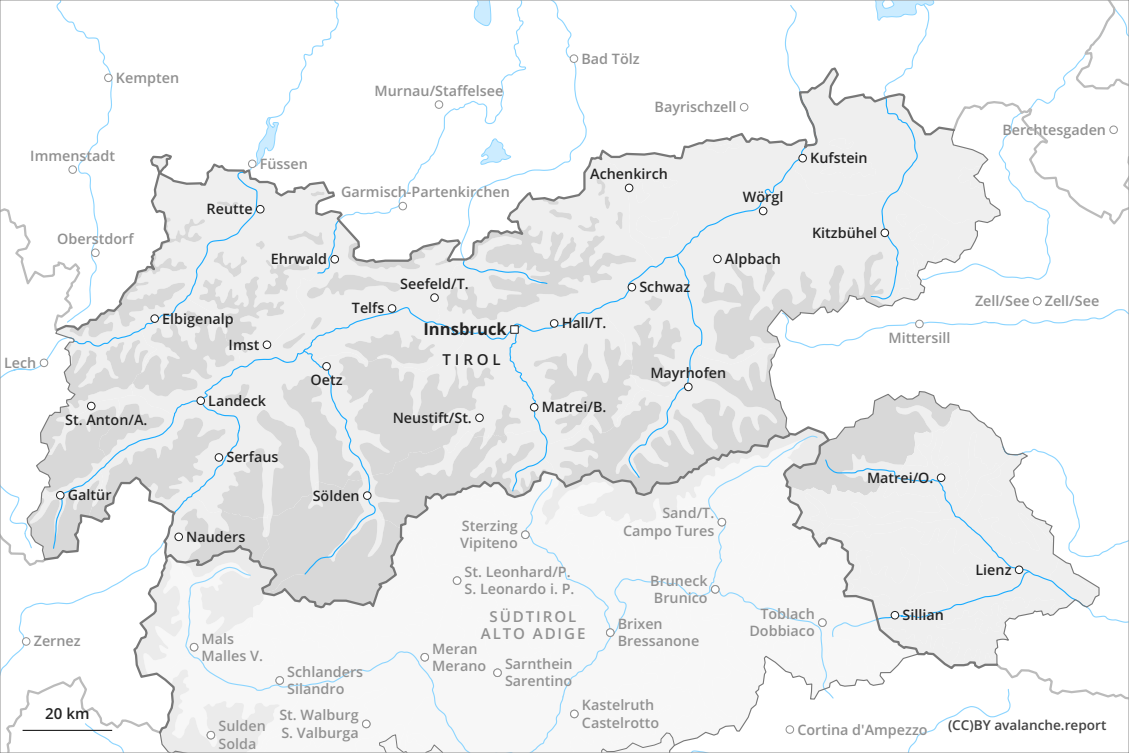 Kempten
Bad Tölz
Murnau/Staffelsee
Bayrischzell
Berchtesgaden
Immenstadt
Füssen
Kufstein
Achenkirch
Garmisch-Partenkirchen
Wörgl
Reutte
Oberstdorf
Kitzbühel
Ehrwald
Alpbach
Seefeld/T.
Schwaz
Zell/See
Zell/See
Telfs
Elbigenalp
Innsbruck
Hall/T.
Mittersill
Imst
TIROL
Lech
Oetz
Mayrhofen
Landeck
Matrei/B.
St. Anton/A.
Neustift/St.
Serfaus
Matrei/O.
Galtür
Sölden
Sand/T.
Campo Tures
Sterzing
Vipiteno
Nauders
St. Leonhard/P.
S. Leonardo i. P.
Lienz
Bruneck
Brunico
SÜDTIROL
ALTO ADIGE
Toblach
Dobbiaco
Sillian
Brixen
Bressanone
Zernez
Mals
Malles V.
Meran
Merano
Sarnthein
Sarentino
Schlanders
Silandro
Kastelruth
Castelrotto
St. Walburg
S. Valburga
20 km
Sulden
Solda
Cortina d'Ampezzo
(CC)BY avalanche.report